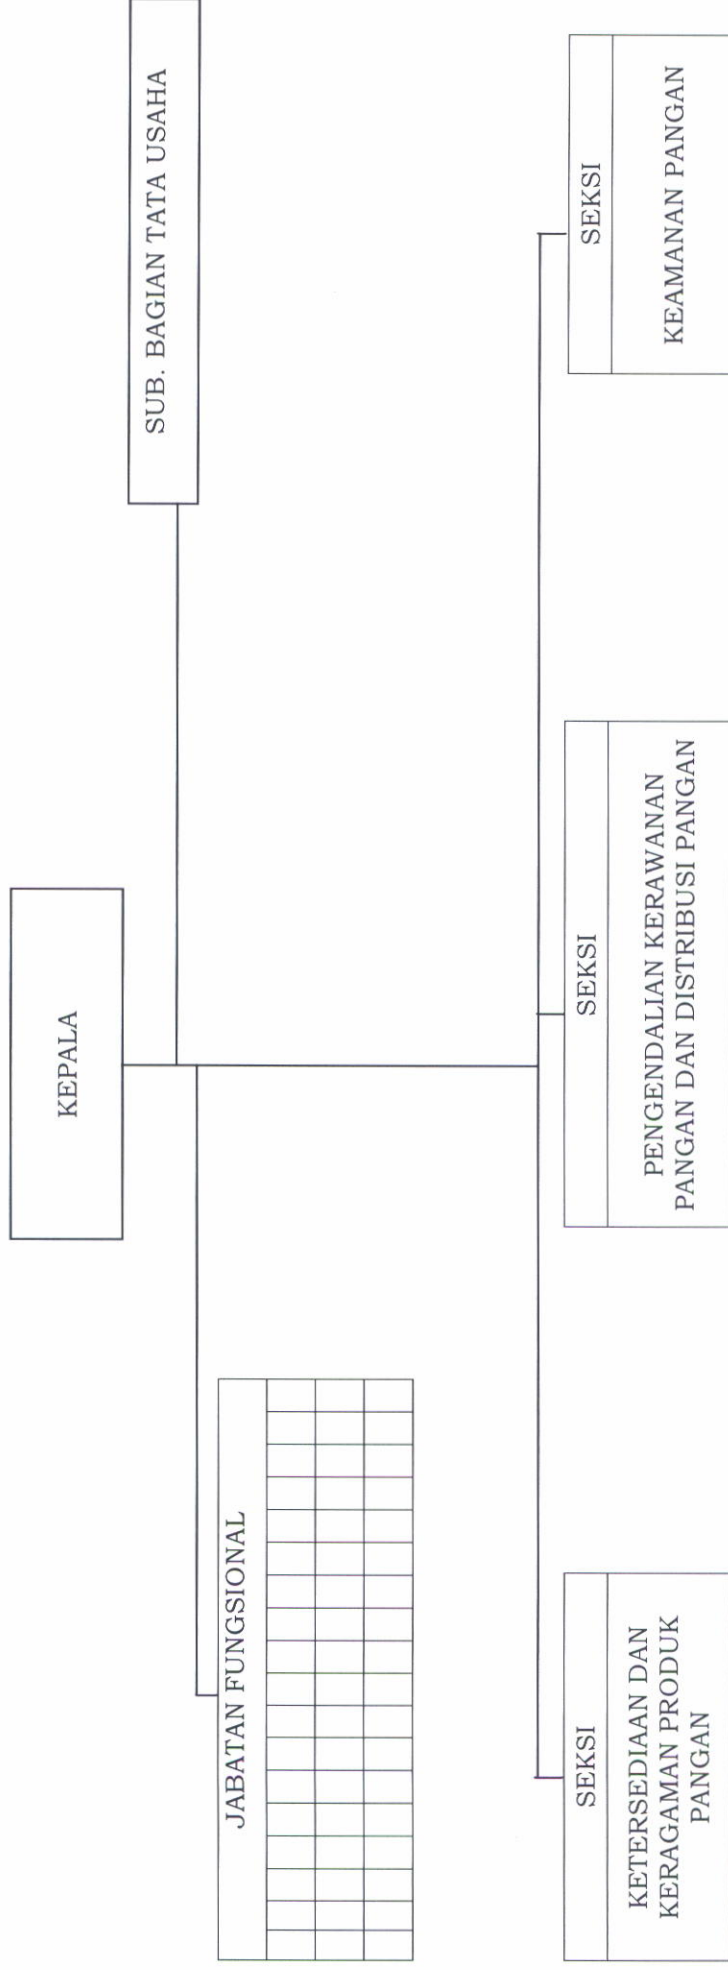 KEPALA
SUB. BAGIAN TATA USAHA
JABATAN FUNGSIONAL
SEKSI
KETERSEDIAAN DAN
KERAGAMAN PRODUK
PANGAN
SEKSI
PENGENDALIAN KERAWANAN
PANGAN DAN DISTRIBUSI PANGAN
SEKSI
KEAMANAN PANGAN